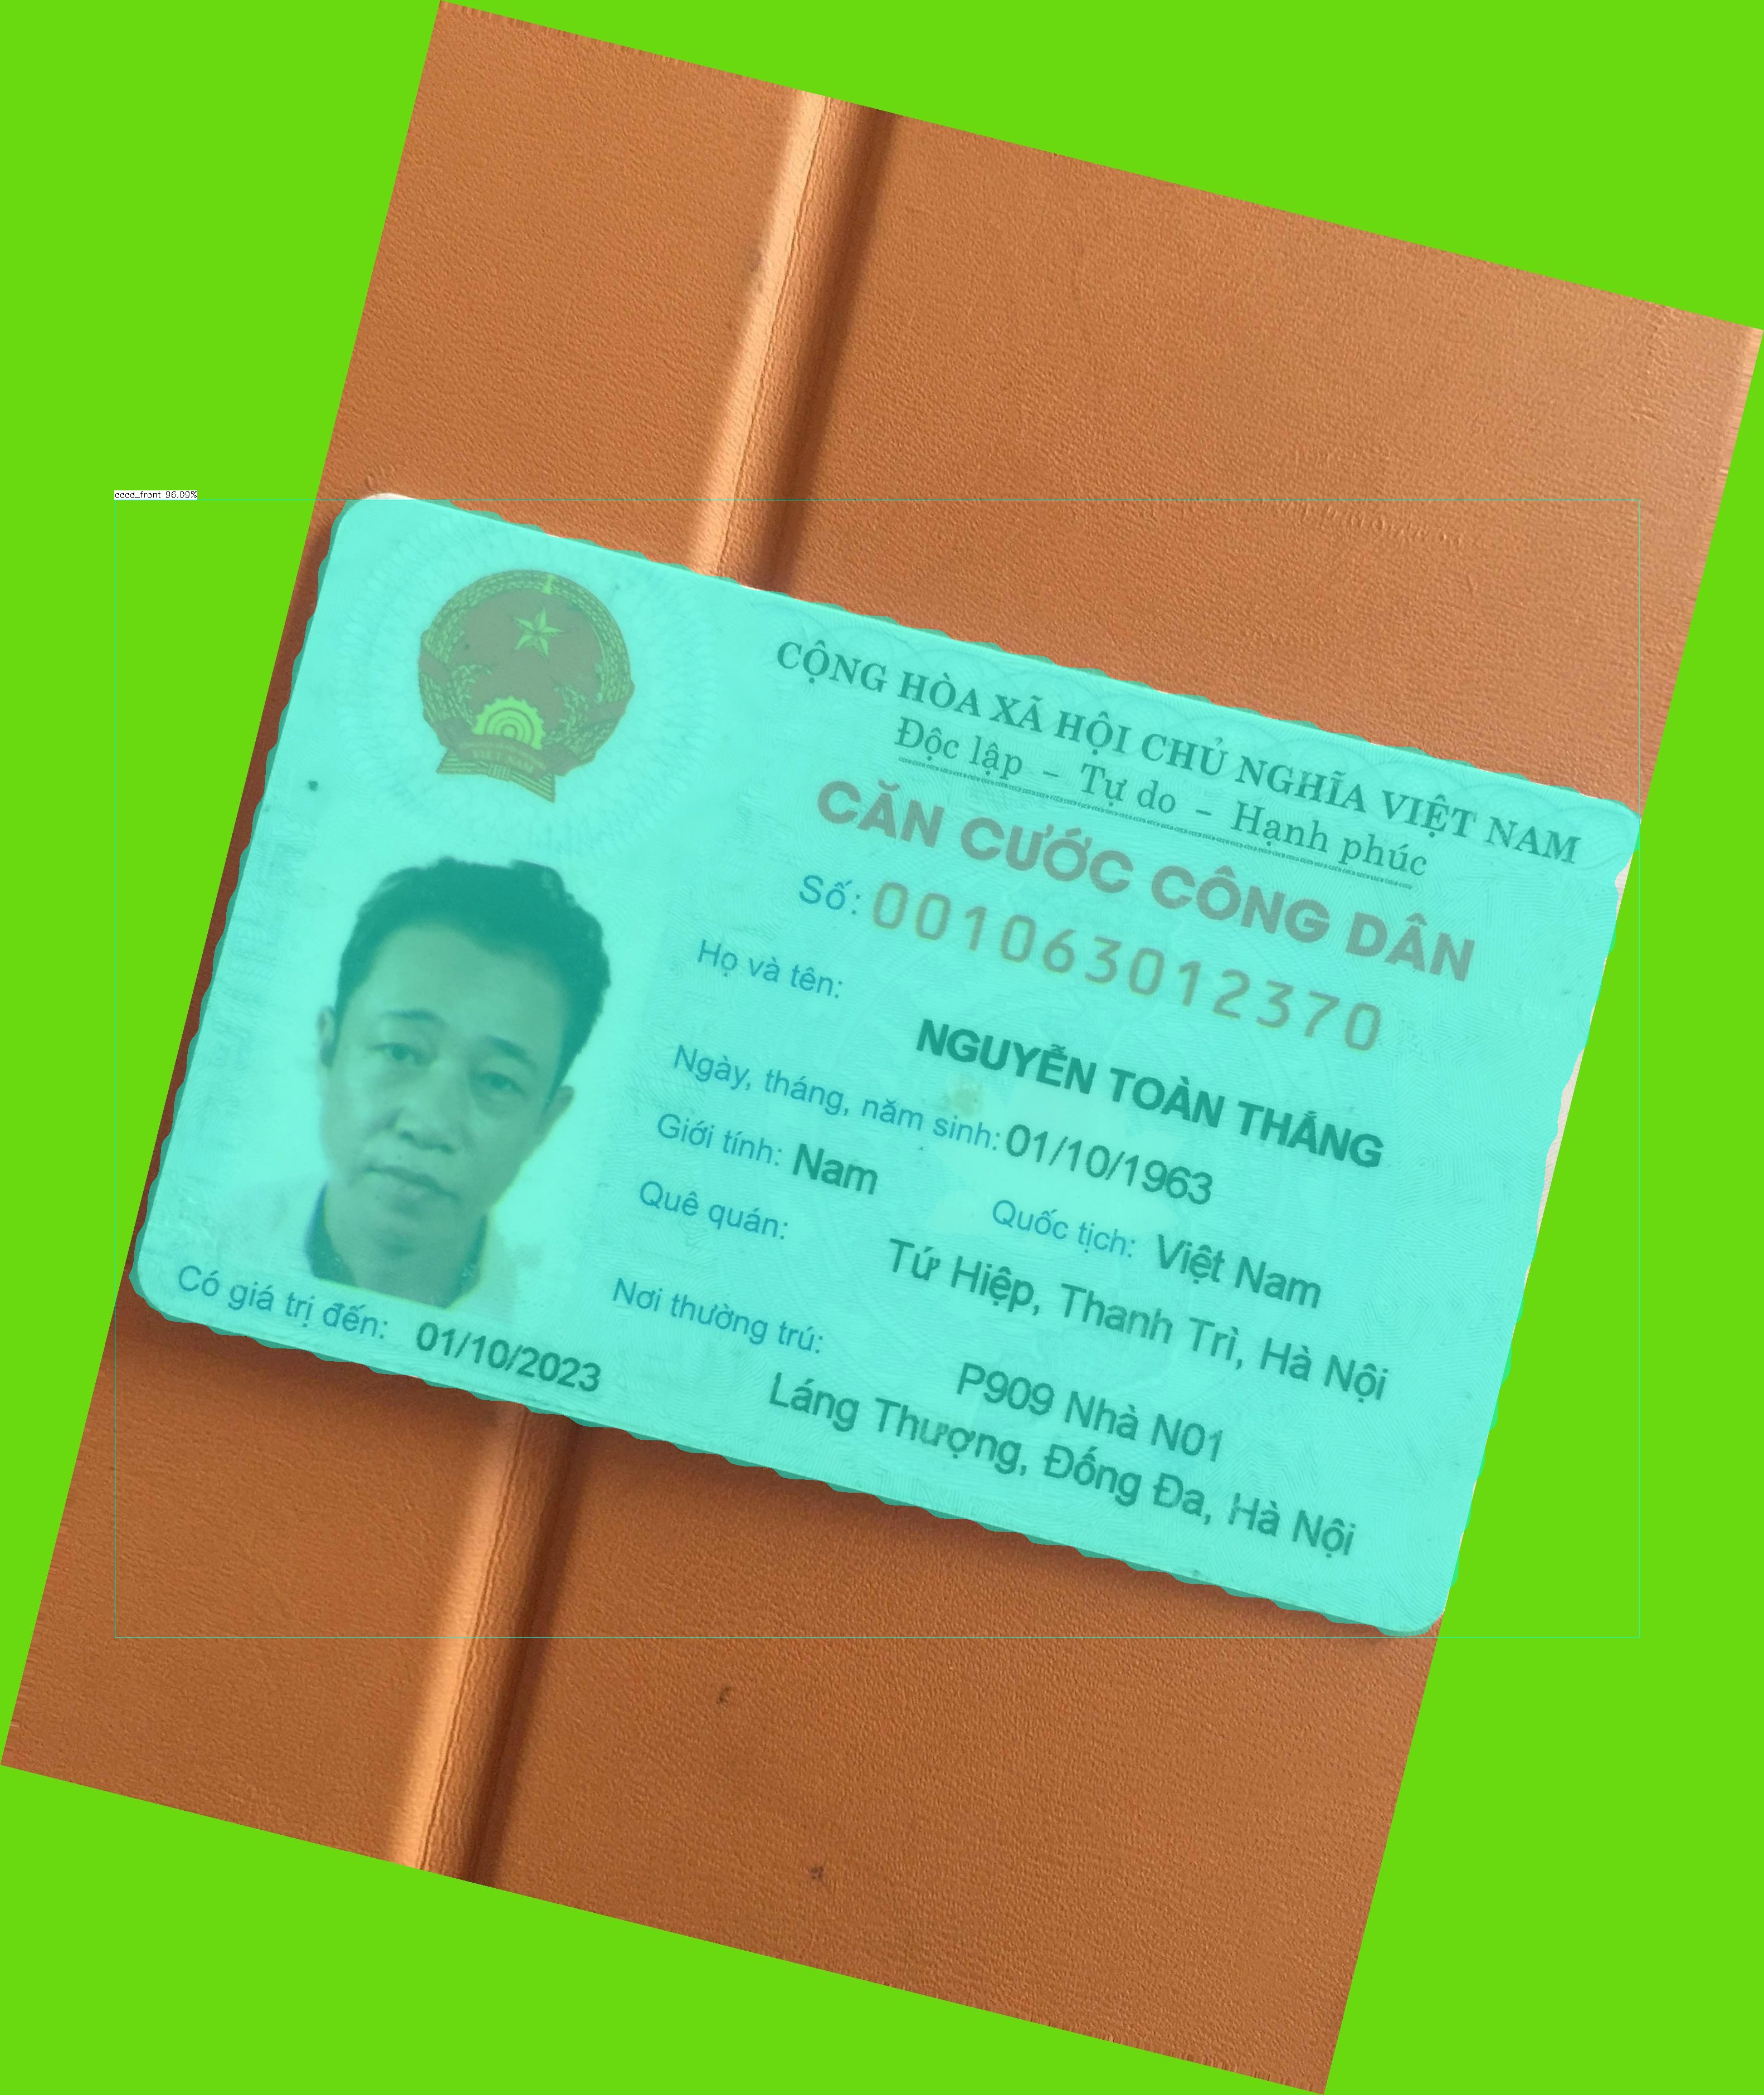 cccd_front 96.09%
CỘNG HÒA XÃ HỘI CHỦ NGHĨA VIỆT NAM
Độc lập - Tự do - Hạnh phúc
CĂN CƯỚC CÔNG DÂN
Số: 001063012370
Họ và tên:
NGUYỄN TOÀN THẮNG
Ngày, tháng, năm sinh: 01/10/1963
Giới tính: Nam Quốc tịch: Việt Nam
Quê quán:
Tứ Hiệp, Thanh Trì, Hà Nội
Nơi thường trú:
P909 Nhà N01
Láng Thượng, Đống Đa, Hà Nội
Có giá trị đến: 01/10/2023